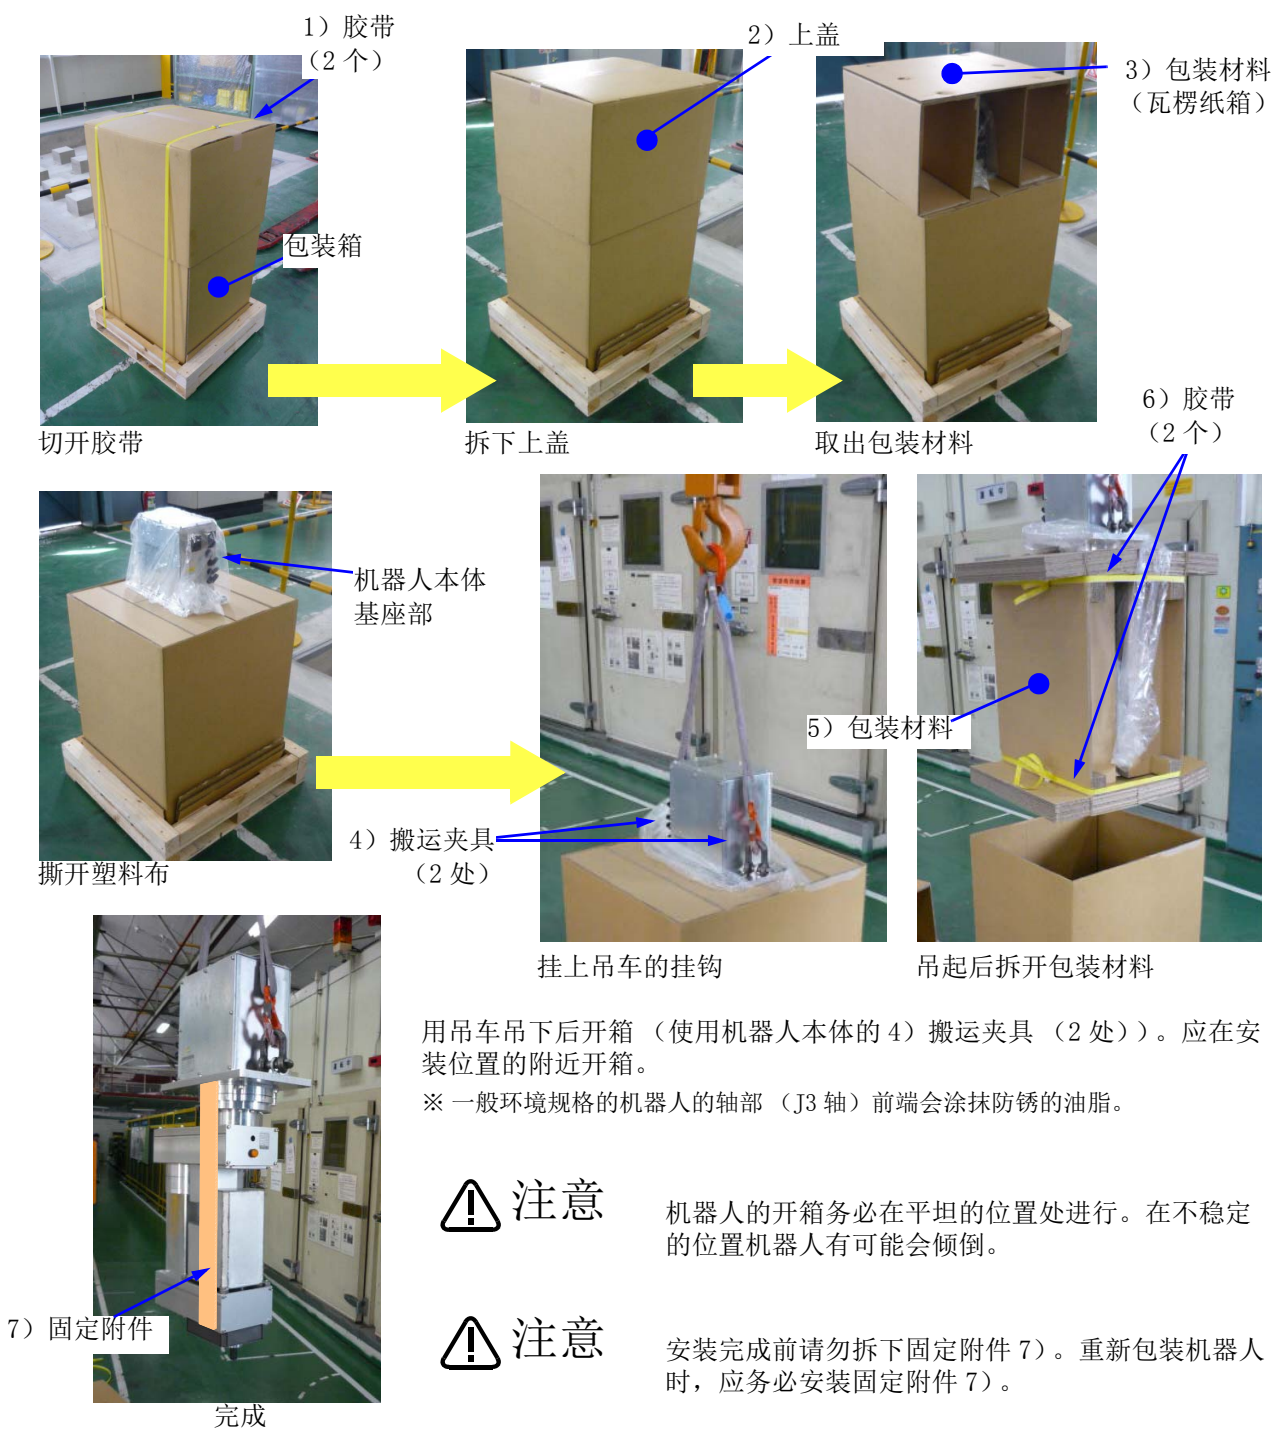 1）胶带
（2 个）
2）上盖
3）包装材料
（瓦楞纸箱）
包装箱
切开胶带
拆下上盖
取出包装材料
6）胶带
（2 个）
机器人本体
基座部
5）包装材料
4）搬运夹具
（2 处）
撕开塑料布
挂上吊车的挂钩
吊起后拆开包装材料
用吊车吊下后开箱 （使用机器人本体的 4）搬运夹具 （2 处））。应在安
装位置的附近开箱。
※ 一般环境规格的机器人的轴部 （J3 轴）前端会涂抹防锈的油脂。
注意
机器人的开箱务必在平坦的位置处进行。在不稳定
的位置机器人有可能会倾倒。
7）固定附件
注意
安装完成前请勿拆下固定附件 7）。重新包装机器人
时，应务必安装固定附件 7）。
完成